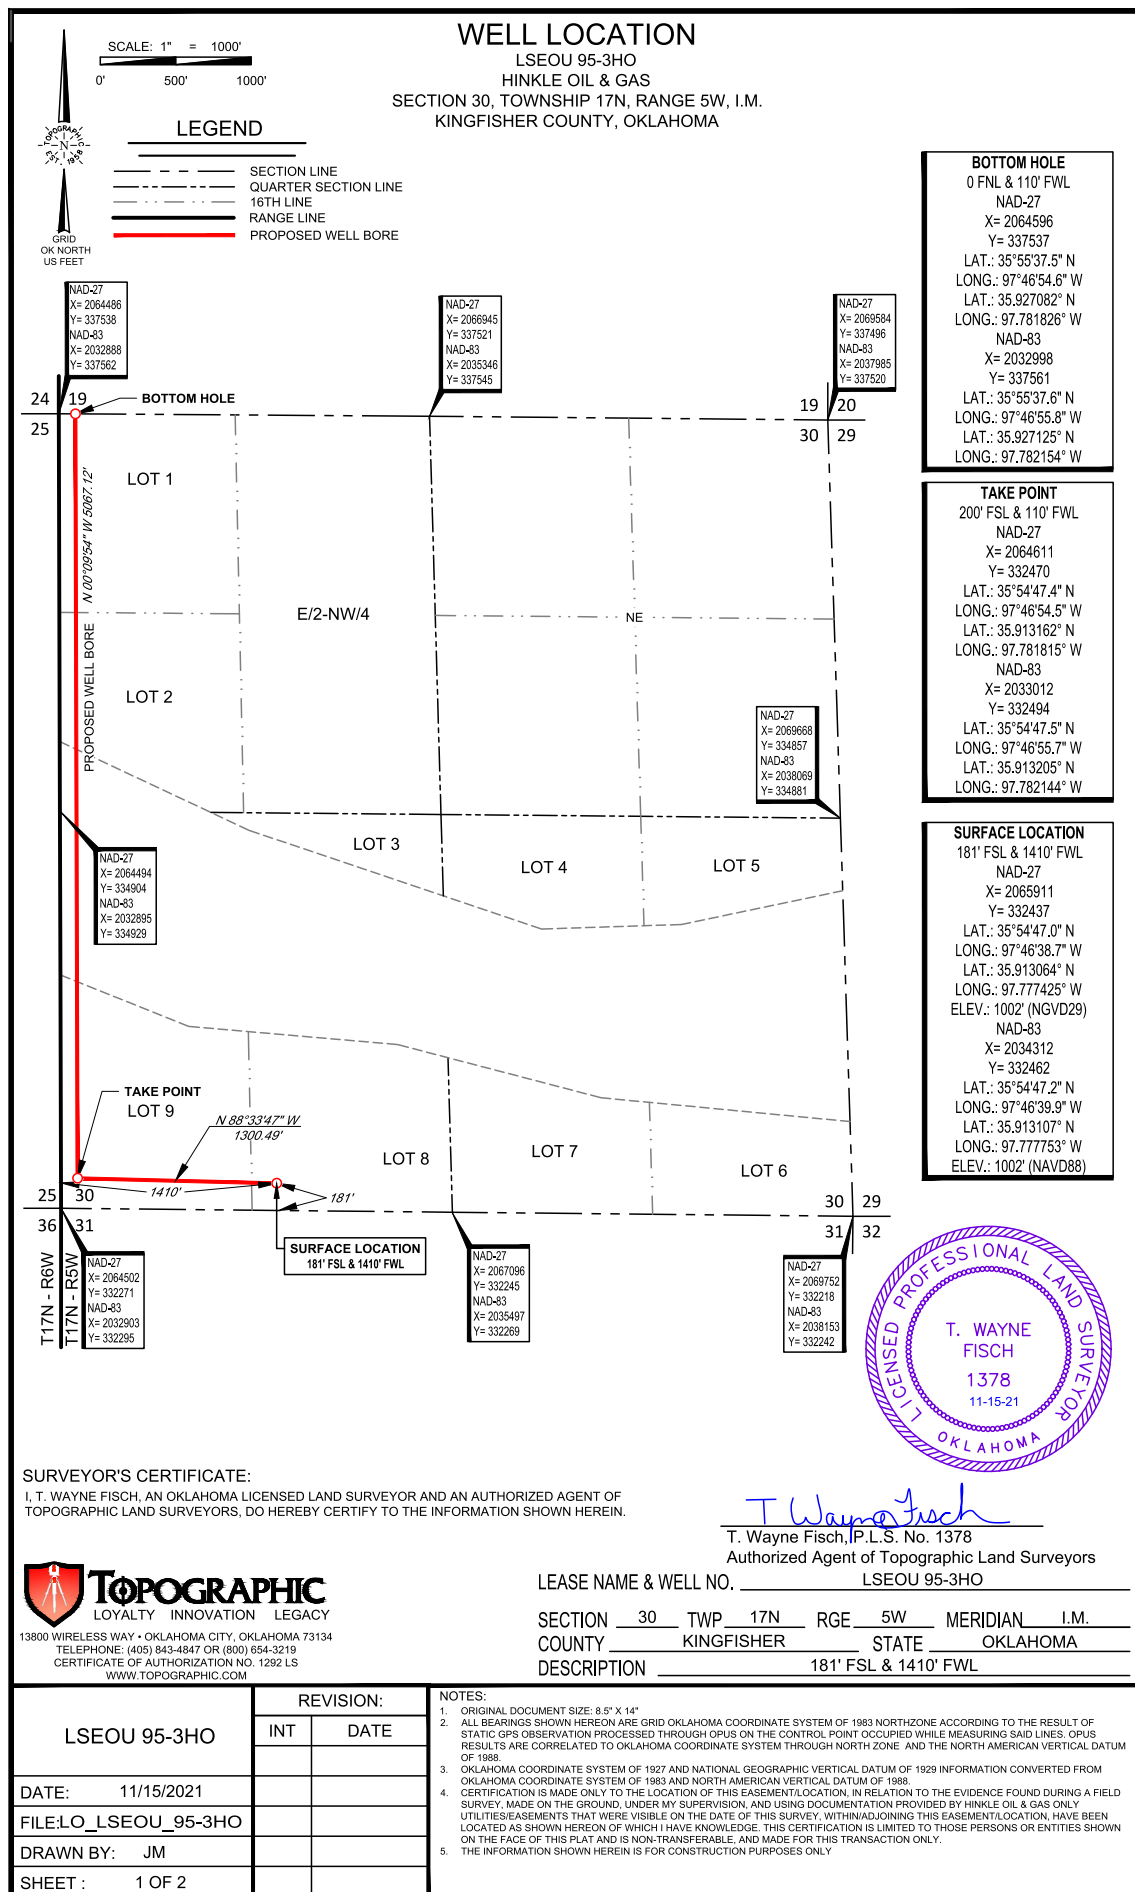 WELL LOCATION
LSEOU 95-3HO
HINKLE OIL & GAS
SECTION 30, TOWNSHIP 17N, RANGE 5W, I.M.
KINGFISHER COUNTY, OKLAHOMA
SCALE: 1" = 1000'
0' 500' 1000'
TOPOGRAPHIC
N
EST. 1958
GRID
OK NORTH
US FEET
LEGEND
SECTION LINE
QUARTER SECTION LINE
16TH LINE
RANGE LINE
PROPOSED WELL BORE
BOTTOM HOLE
0 FNL & 110' FWL
NAD-27
X= 2064596
Y= 337537
LAT.: 35°55'37.5" N
LONG.: 97°46'54.6" W
LAT.: 35.927082° N
LONG.: 97.781826° W
NAD-83
X= 2032998
Y= 337561
LAT.: 35°55'37.6" N
LONG.: 97°46'55.8" W
LAT.: 35.927125° N
LONG.: 97.782154° W
TAKE POINT
200' FSL & 110' FWL
NAD-27
X= 2064611
Y= 332470
LAT.: 35°54'47.4" N
LONG.: 97°46'54.5" W
LAT.: 35.913162° N
LONG.: 97.781815° W
NAD-83
X= 2033012
Y= 332494
LAT.: 35°54'47.5" N
LONG.: 97°46'55.7" W
LAT.: 35.913205° N
LONG.: 97.782144° W
SURFACE LOCATION
181' FSL & 1410' FWL
NAD-27
X= 2065911
Y= 332437
LAT.: 35°54'47.0" N
LONG.: 97°46'38.7" W
LAT.: 35.913064° N
LONG.: 97.777425° W
ELEV.: 1002' (NGVD29)
NAD-83
X= 2034312
Y= 332462
LAT.: 35°54'47.2" N
LONG.: 97°46'39.9" W
LAT.: 35.913107° N
LONG.: 97.777753° W
ELEV.: 1002' (NAVD88)
NAD-27
X= 2064486
Y= 337538
NAD-83
X= 2032888
Y= 337562
NAD-27
X= 2066945
Y= 337521
NAD-83
X= 2035346
Y= 337545
NAD-27
X= 2069584
Y= 337496
NAD-83
X= 2037985
Y= 337520
24 19
25
BOTTOM HOLE
19 20
30 29
LOT 1
N 00°09'54" W 5067.12'
E/2-NW/4
NE
PROPOSED WELL BORE
LOT 2
NAD-27
X= 2069668
Y= 334857
NAD-83
X= 2038069
Y= 334881
LOT 3
LOT 4
LOT 5
NAD-27
X= 2064494
Y= 334904
NAD-83
X= 2032895
Y= 334929
TAKE POINT
LOT 9
N 88°33'47" W
1300.49'
LOT 8
LOT 7
LOT 6
1410'
181'
25 30
36 31
30 29
31 32
T17N - R6W
T17N - R5W
SURFACE LOCATION
181' FSL & 1410' FWL
NAD-27
X= 2064502
Y= 332271
NAD-83
X= 2032903
Y= 332295
NAD-27
X= 2067096
Y= 332245
NAD-83
X= 2035497
Y= 332269
NAD-27
X= 2069752
Y= 332218
NAD-83
X= 2038153
Y= 332242
LICENSED PROFESSIONAL LAND SURVEYOR
T. WAYNE
FISCH
1378
11-15-21
OKLAHOMA
SURVEYOR'S CERTIFICATE:
I, T. WAYNE FISCH, AN OKLAHOMA LICENSED LAND SURVEYOR AND AN AUTHORIZED AGENT OF
TOPOGRAPHIC LAND SURVEYORS, DO HEREBY CERTIFY TO THE INFORMATION SHOWN HEREIN.
T Wayne Fisch
T. Wayne Fisch, P.L.S. No. 1378
Authorized Agent of Topographic Land Surveyors
TOPOGRAPHIC
LOYALTY INNOVATION LEGACY
13800 WIRELESS WAY • OKLAHOMA CITY, OKLAHOMA 73134
TELEPHONE: (405) 843-4847 OR (800) 654-3219
CERTIFICATE OF AUTHORIZATION NO. 1292 LS
WWW.TOPOGRAPHIC.COM
LEASE NAME & WELL NO. LSEOU 95-3HO
SECTION 30 TWP 17N RGE 5W MERIDIAN I.M.
COUNTY KINGFISHER STATE OKLAHOMA
DESCRIPTION 181' FSL & 1410' FWL
LSEOU 95-3HO
REVISION:
INT DATE
DATE: 11/15/2021
FILE:LO_LSEOU_95-3HO
DRAWN BY: JM
SHEET : 1 OF 2
NOTES:
1. ORIGINAL DOCUMENT SIZE: 8.5" X 14"
2. ALL BEARINGS SHOWN HEREON ARE GRID OKLAHOMA COORDINATE SYSTEM OF 1983 NORTHZONE ACCORDING TO THE RESULT OF
STATIC GPS OBSERVATION PROCESSED THROUGH OPUS ON THE CONTROL POINT OCCUPIED WHILE MEASURING SAID LINES. OPUS
RESULTS ARE CORRELATED TO OKLAHOMA COORDINATE SYSTEM THROUGH NORTH ZONE AND THE NORTH AMERICAN VERTICAL DATUM
OF 1988.
3. OKLAHOMA COORDINATE SYSTEM OF 1927 AND NATIONAL GEOGRAPHIC VERTICAL DATUM OF 1929 INFORMATION CONVERTED FROM
OKLAHOMA COORDINATE SYSTEM OF 1983 AND NORTH AMERICAN VERTICAL DATUM OF 1988.
4. CERTIFICATION IS MADE ONLY TO THE LOCATION OF THIS EASEMENT/LOCATION, IN RELATION TO THE EVIDENCE FOUND DURING A FIELD
SURVEY, MADE ON THE GROUND, UNDER MY SUPERVISION, AND USING DOCUMENTATION PROVIDED BY HINKLE OIL & GAS ONLY
UTILITIES/EASEMENTS THAT WERE VISIBLE ON THE DATE OF THIS SURVEY, WITHIN/ADJOINING THIS EASEMENT/LOCATION, HAVE BEEN
LOCATED AS SHOWN HEREON OF WHICH I HAVE KNOWLEDGE. THIS CERTIFICATION IS LIMITED TO THOSE PERSONS OR ENTITIES SHOWN
ON THE FACE OF THIS PLAT AND IS NON-TRANSFERABLE, AND MADE FOR THIS TRANSACTION ONLY.
5. THE INFORMATION SHOWN HEREIN IS FOR CONSTRUCTION PURPOSES ONLY